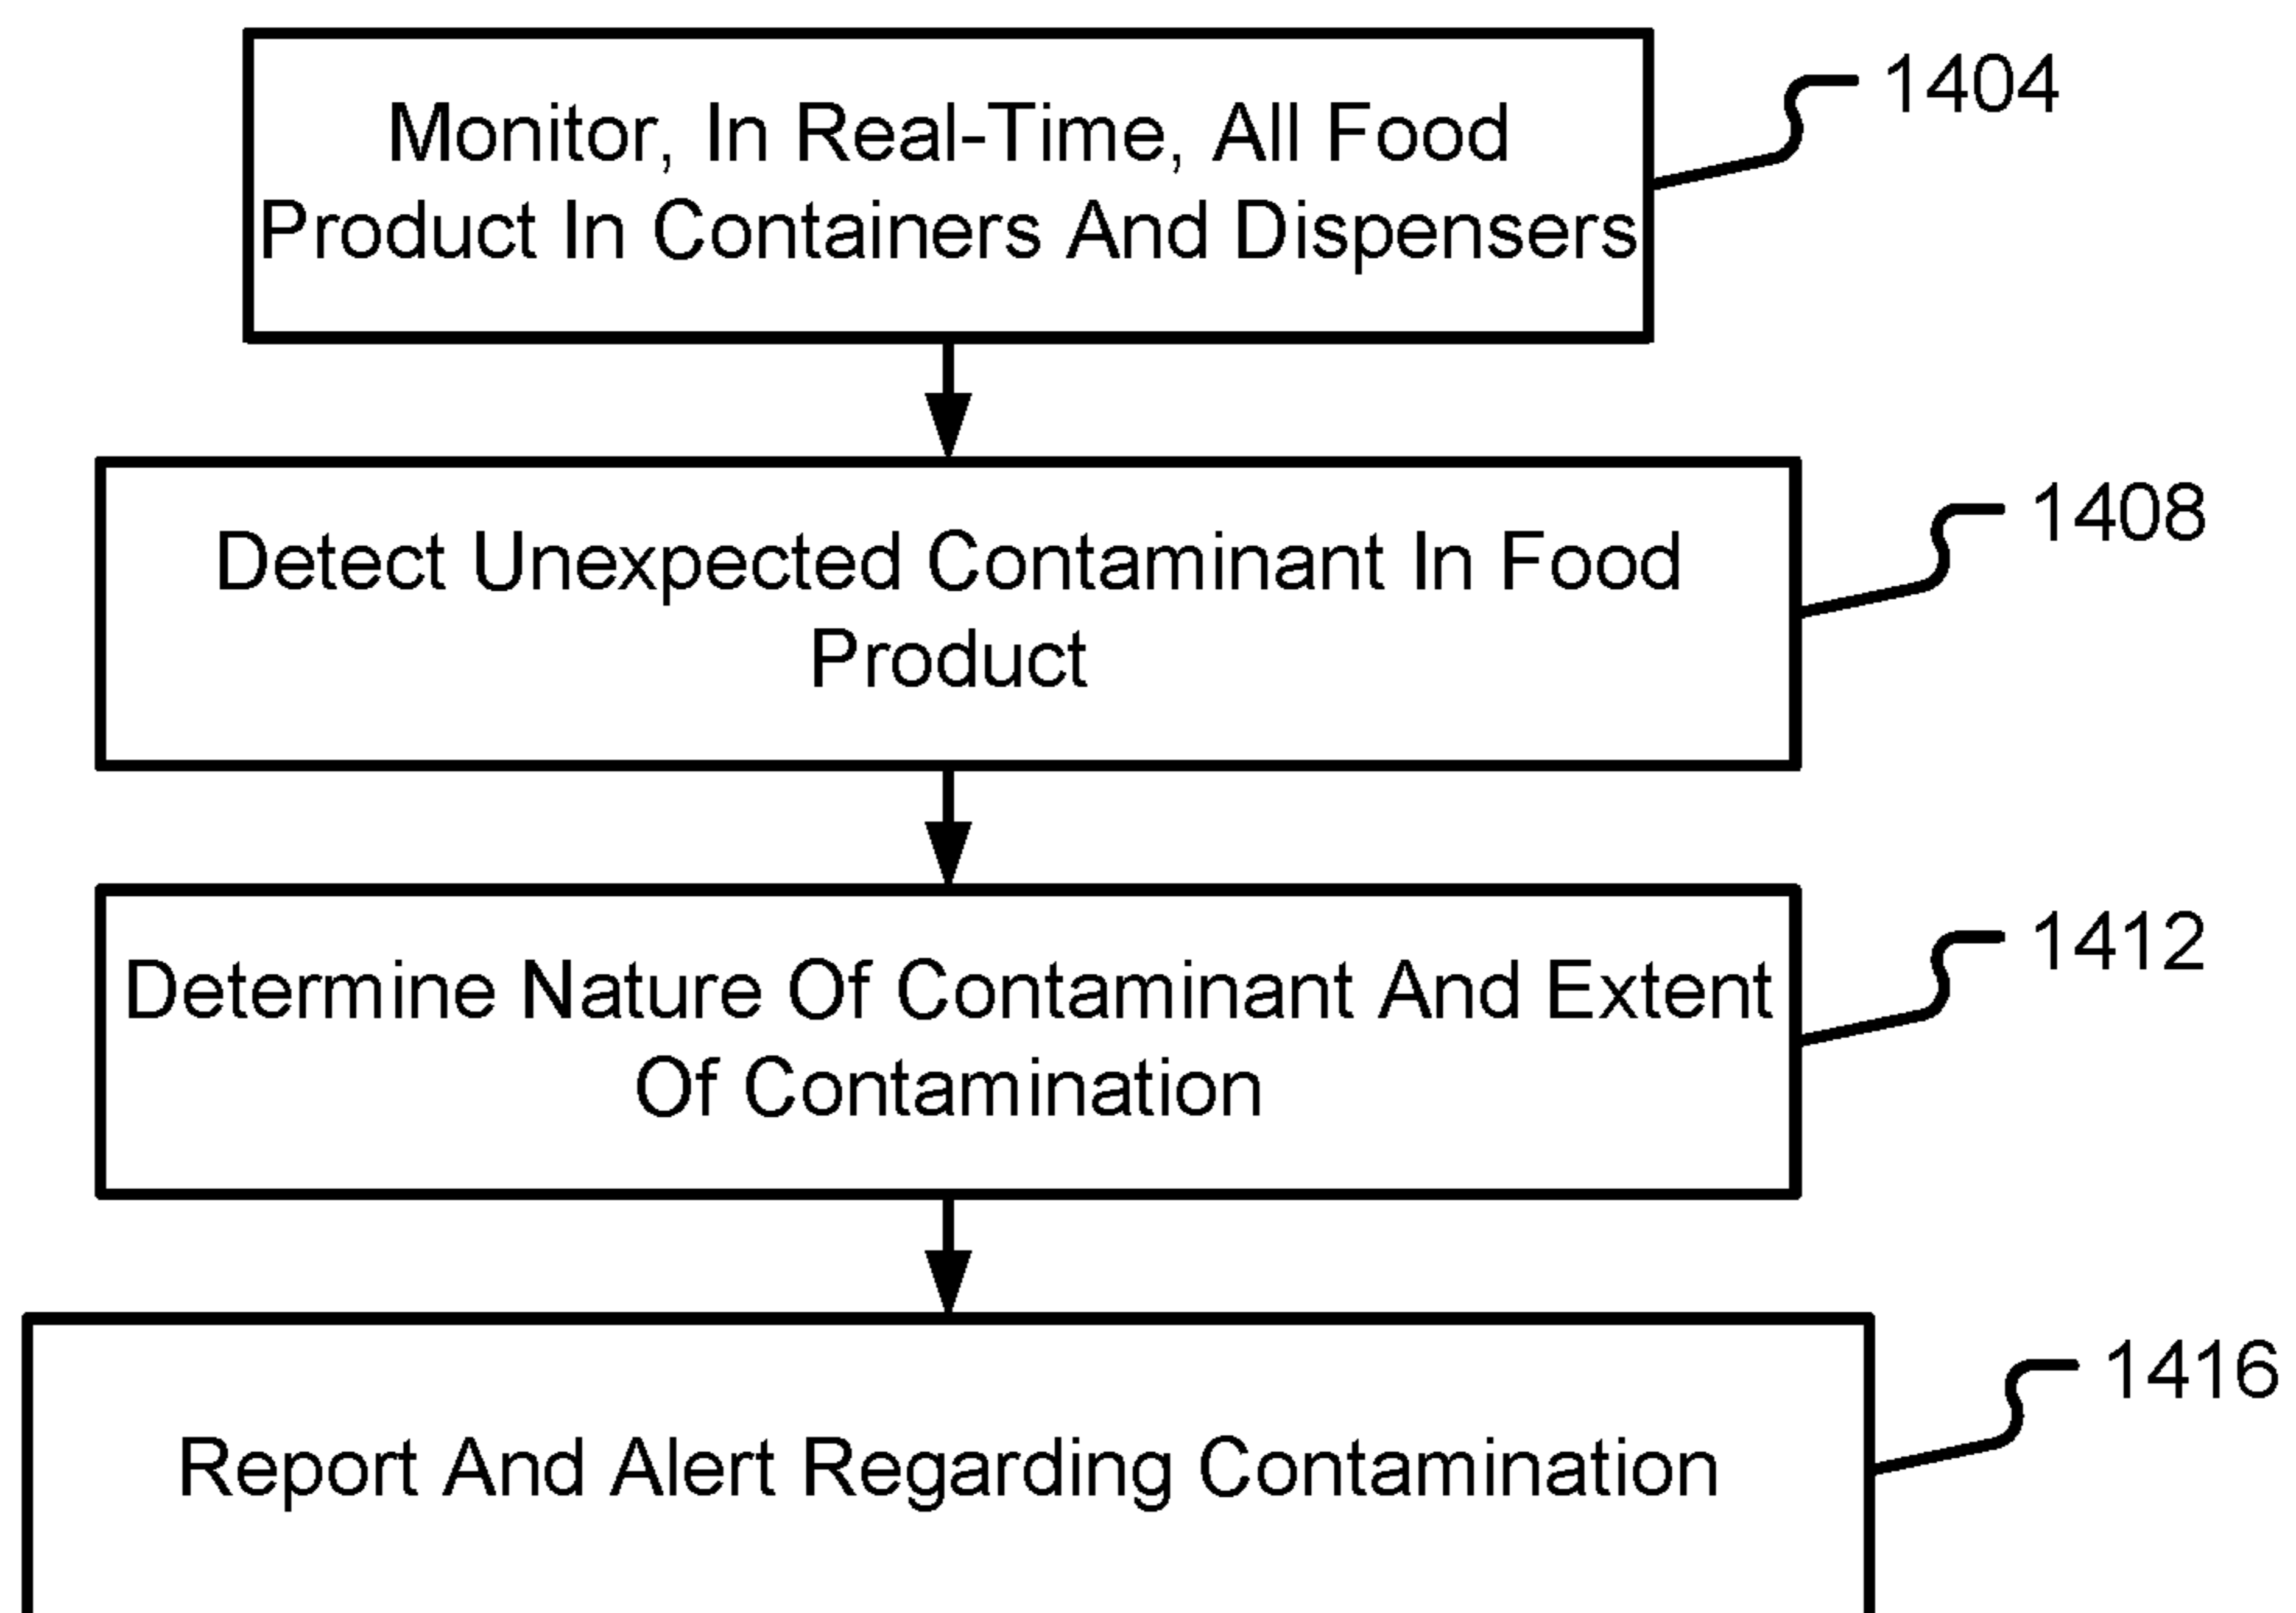 Monitor, In Real-Time, All Food
Product In Containers And Dispensers
1404
Detect Unexpected Contaminant In Food
Product
1408
Determine Nature Of Contaminant And Extent
Of Contamination
1412
Report And Alert Regarding Contamination
1416